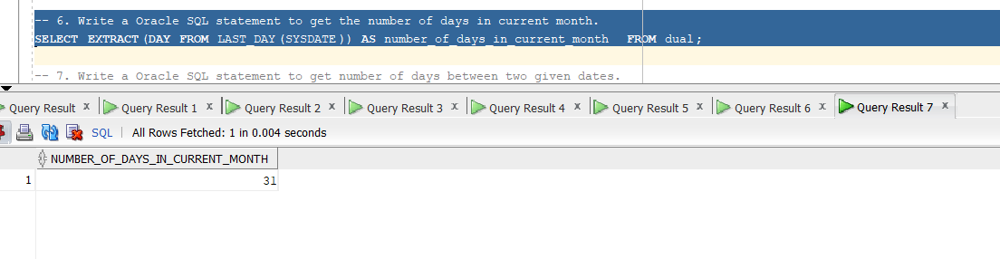 -- 6. Write a Oracle SQL statement to get the number of days in current month.
SELECT EXTRACT(DAY FROM LAST_DAY(SYSDATE)) AS number_of_days_in_current_month FROM dual;
-- 7. Write a Oracle SQL statement to get number of days between two given dates.
Query Result x Query Result 1 x Query Result 2 x Query Result 3 x Query Result 4 x Query Result 5 x Query Result 6 x Query Result 7 x
SQL | All Rows Fetched: 1 in 0.004 seconds
NUMBER_OF_DAYS_IN_CURRENT_MONTH
1 31